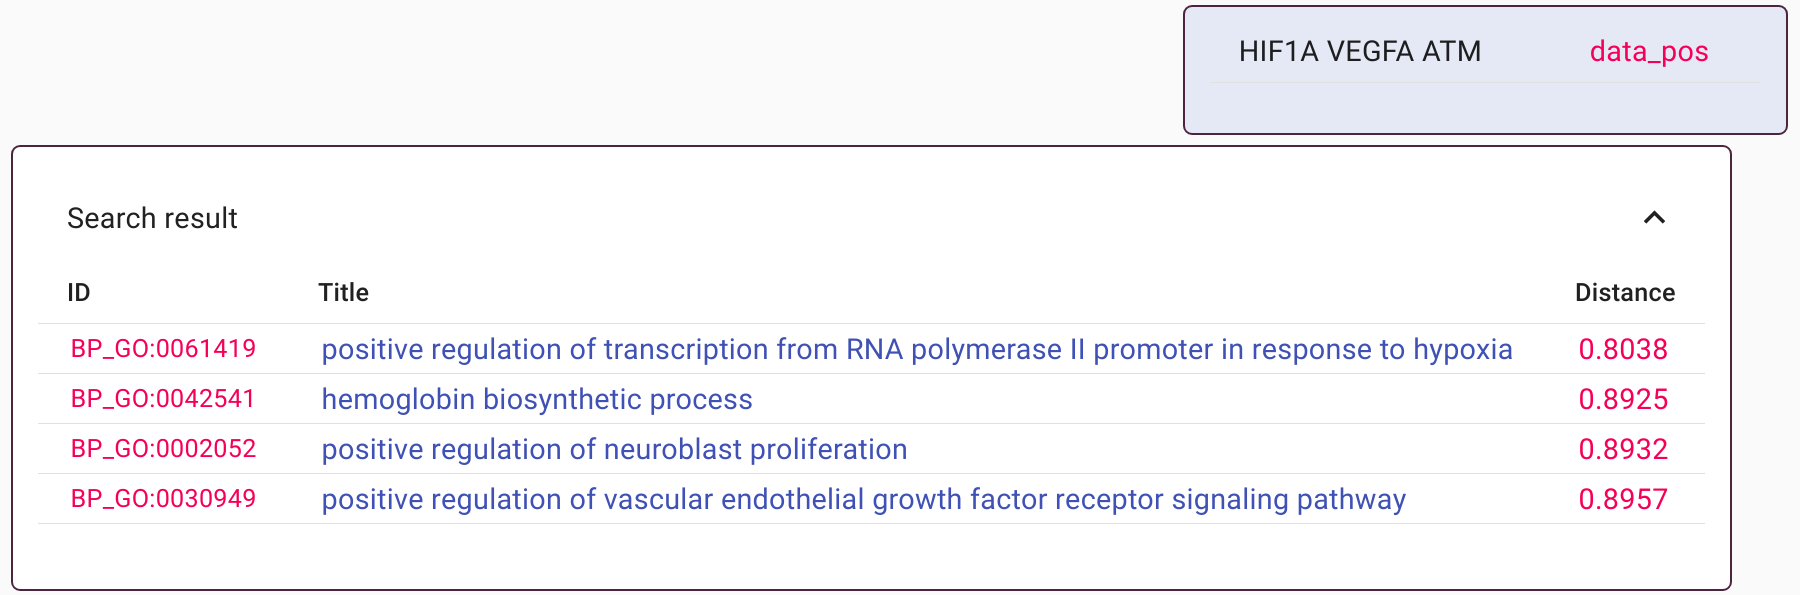 HIF1A VEGFA ATM data_pos
Search result
ID Title Distance
BP_GO:0061419 positive regulation of transcription from RNA polymerase II promoter in response to hypoxia 0.8038
BP_GO:0042541 hemoglobin biosynthetic process 0.8925
BP_GO:0002052 positive regulation of neuroblast proliferation 0.8932
BP_GO:0030949 positive regulation of vascular endothelial growth factor receptor signaling pathway 0.8957